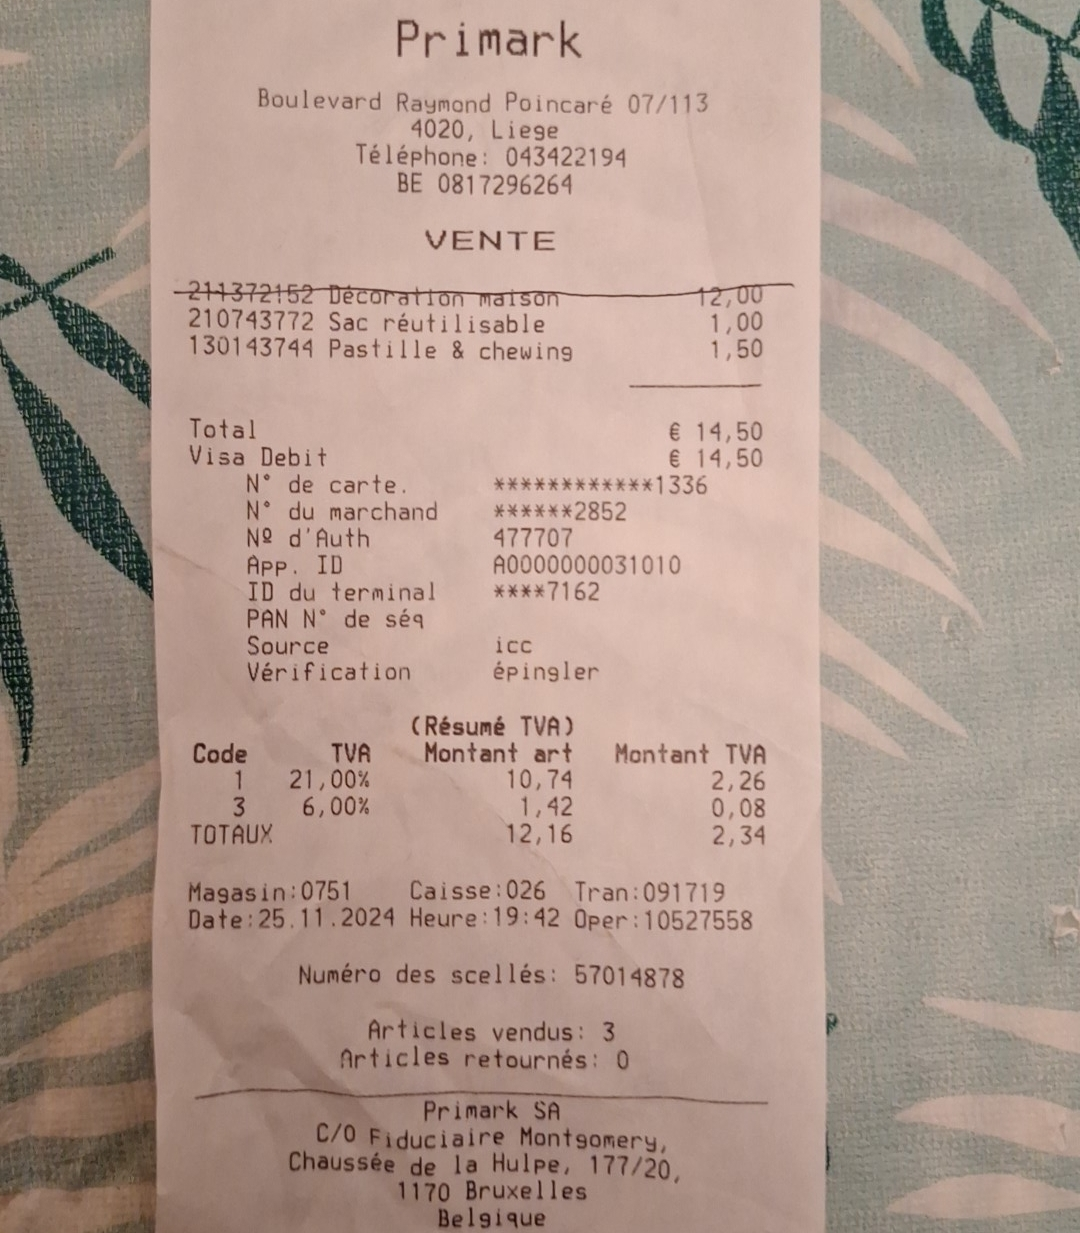 Primark
Boulevard Raymond Poincaré 07/113
4020, Liege
Téléphone: 043422194
BE 0817296264
VENTE
211372152 Décoration maison 12,00
210743772 Sac réutilisable 1,00
130143744 Pastille & chewing 1,50
Total € 14,50
Visa Debit € 14,50
N° de carte. ************1336
N° du marchand ******2852
Nº d'Auth 477707
App. ID A0000000031010
ID du terminal ****7162
PAN N° de séq
Source icc
Vérification épingler
(Résumé TVA)
Code TVA Montant art Montant TVA
1 21,00% 10,74 2,26
3 6,00% 1,42 0,08
TOTAUX 12,16 2,34
Magasin:0751 Caisse:026 Tran:091719
Date:25.11.2024 Heure:19:42 Oper:10527558
Numéro des scellés: 57014878
Articles vendus: 3
Articles retournés: 0
Primark SA
C/O Fiduciaire Montgomery,
Chaussée de la Hulpe, 177/20,
1170 Bruxelles
Belgique